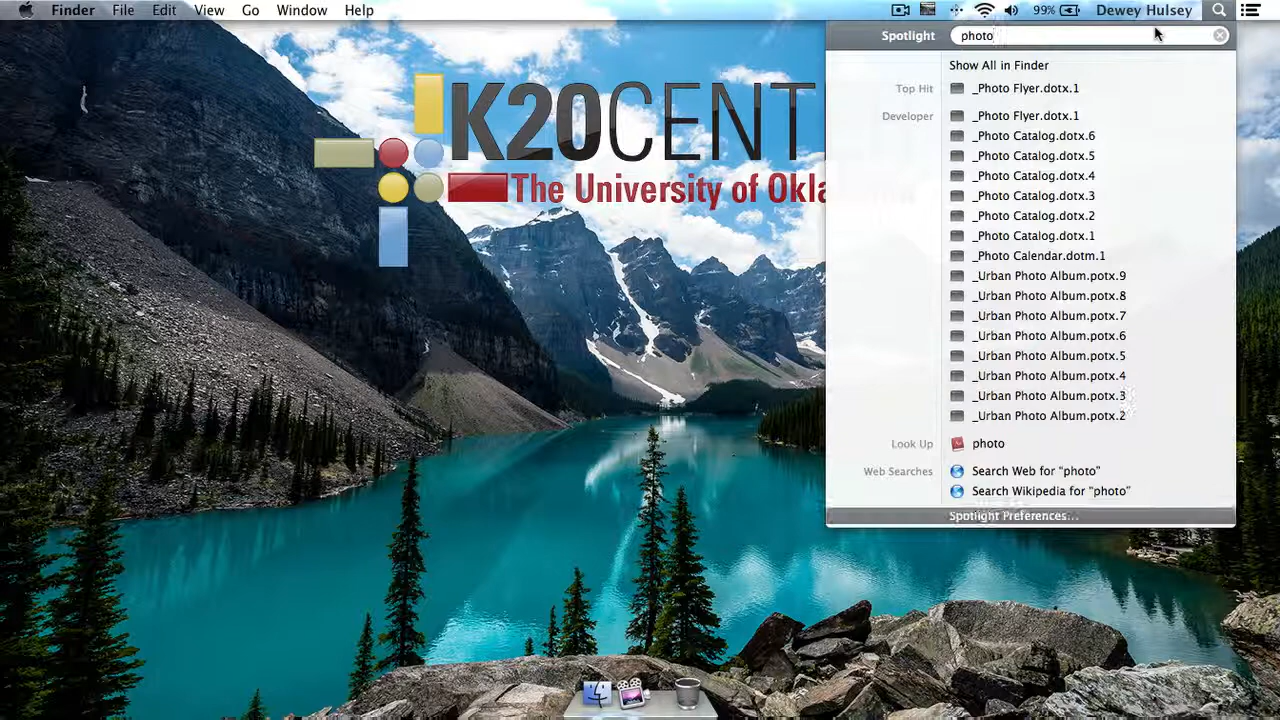 Finder File Edit View Go Window Help 99% Dewey Hulsey
Spotlight photo
Show All in Finder
Top Hit _Photo Flyer.dotx.1
Developer _Photo Flyer.dotx.1
_Photo Catalog.dotx.6
_Photo Catalog.dotx.5
_Photo Catalog.dotx.4
_Photo Catalog.dotx.3
_Photo Catalog.dotx.2
_Photo Catalog.dotx.1
_Photo Calendar.dotm.1
_Urban Photo Album.potx.9
_Urban Photo Album.potx.8
_Urban Photo Album.potx.7
_Urban Photo Album.potx.6
_Urban Photo Album.potx.5
_Urban Photo Album.potx.4
_Urban Photo Album.potx.3
_Urban Photo Album.potx.2
Look Up photo
Web Searches Search Web for “photo”
Search Wikipedia for “photo”
Spotlight Preferences...
K20CENT
The University of Okla